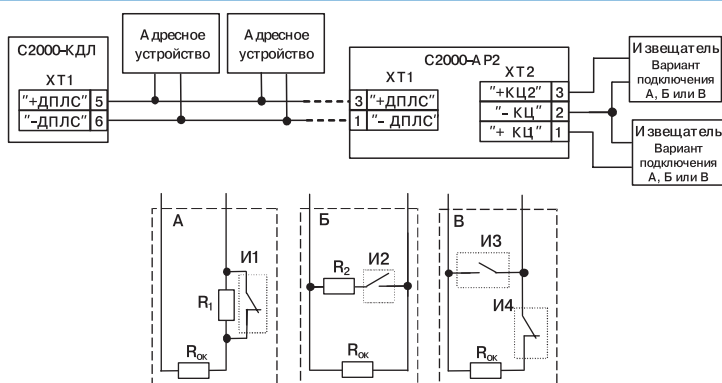 С2000-КДЛ
ХТ1
"+ДПЛС" 5
"-ДПЛС" 6
Адресное
устройство
Адресное
устройство
С2000-АР2
ХТ1
3 "+ДПЛС"
1 "- ДПЛС"
ХТ2
"+КЦ2" 3
"- КЦ" 2
"+ КЦ" 1
Извещатель
Вариант
подключения
А, Б или В
Извещатель
Вариант
подключения
А, Б или В
А
И1
R1
Rок
Б
R2
И2
Rок
В
И3
И4
Rок